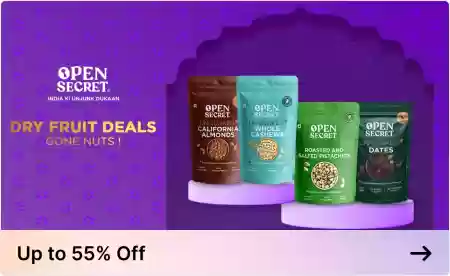 OPEN
SECRET
INDIA KI UNJUNK DUKAAN
DRY FRUIT DEALS
GONE NUTS !
OPEN
SECRET
CALIFORNIA
ALMONDS
OPEN
SECRET
WHOLE
CASHEWS
OPEN
SECRET
ROASTED AND
SALTED PISTACHIOS
OPEN
SECRET
DATES
Up to 55% Off